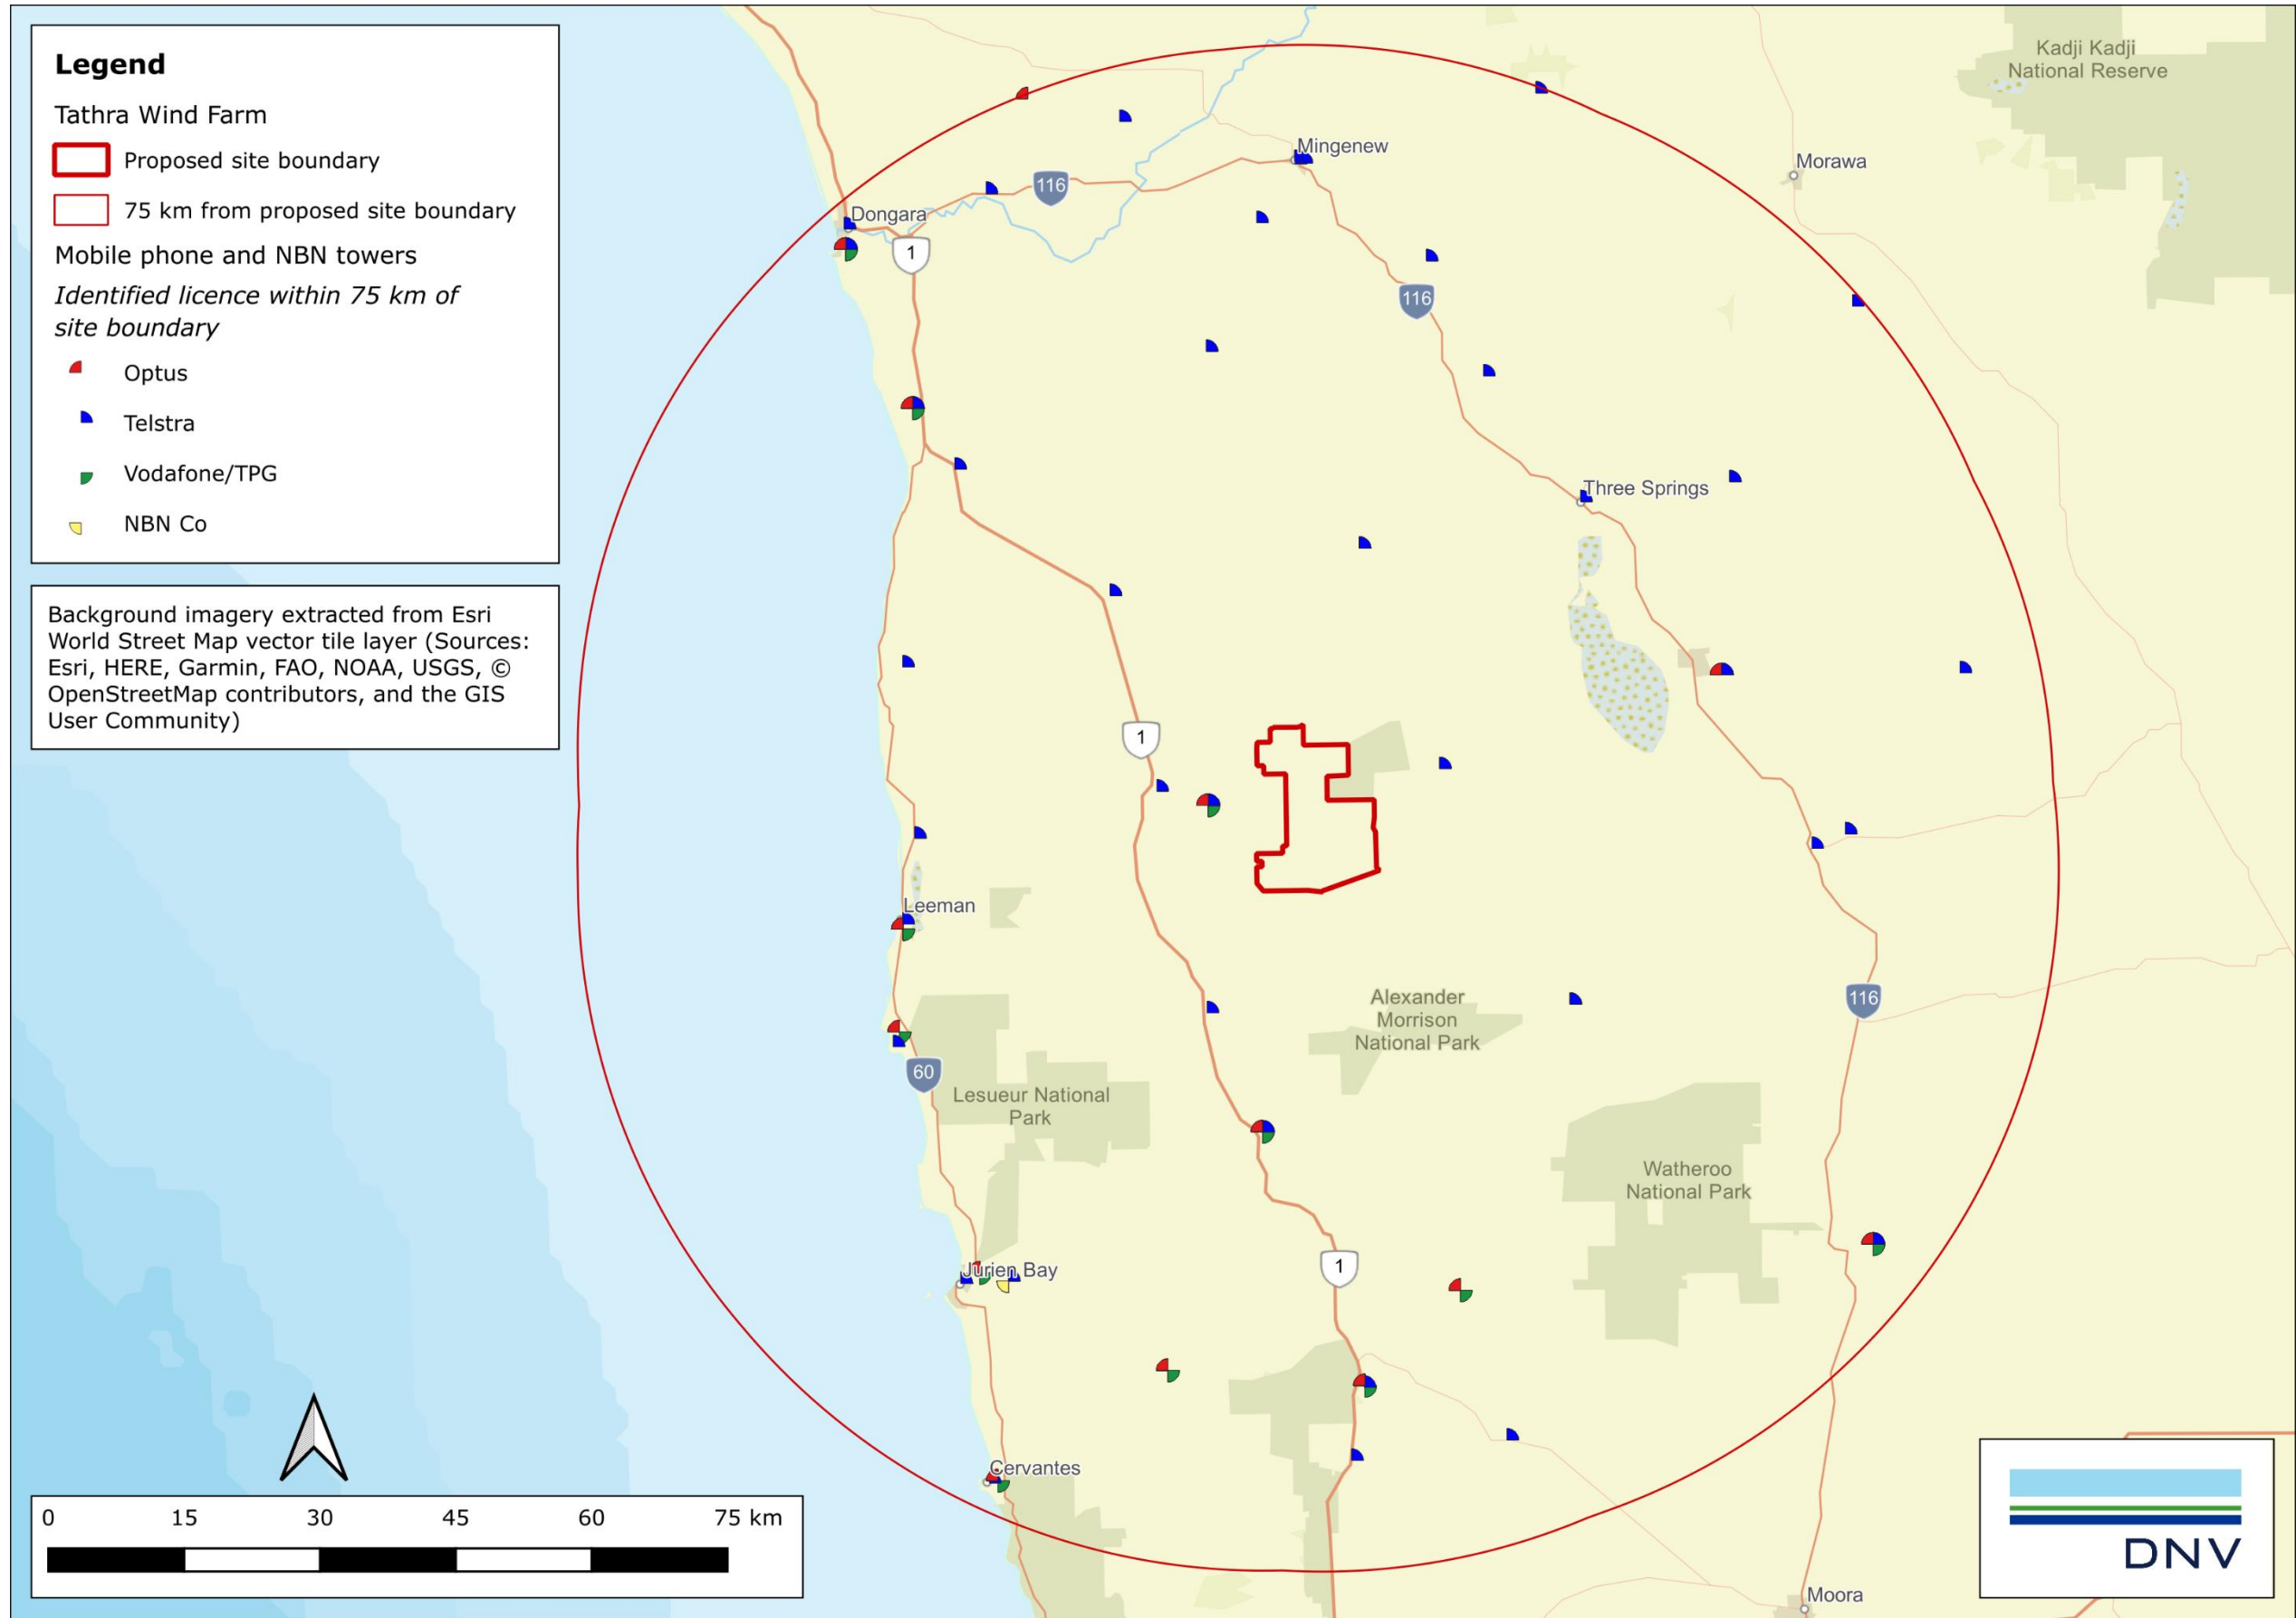 Legend
Tathra Wind Farm
Proposed site boundary
75 km from proposed site boundary
Mobile phone and NBN towers
Identified licence within 75 km of
site boundary
Optus
Telstra
Vodafone/TPG
NBN Co
Background imagery extracted from Esri
World Street Map vector tile layer (Sources:
Esri, HERE, Garmin, FAO, NOAA, USGS, ©
OpenStreetMap contributors, and the GIS
User Community)
Kadji Kadji
National Reserve
Mingenew
Morawa
116
Dongara
1
116
Three Springs
1
Leeman
Alexander
Morrison
National Park
116
60
Lesueur National
Park
Watheroo
National Park
Jurien Bay
1
Cervantes
Moora
0 15 30 45 60 75 km
DNV